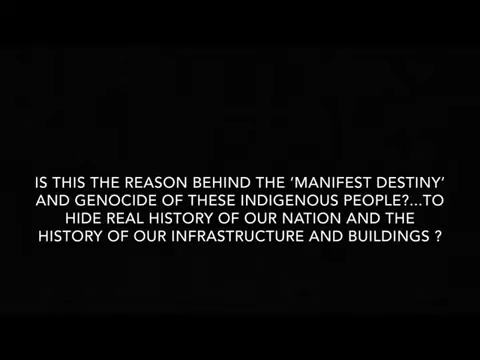 IS THIS THE REASON BEHIND THE ‘MANIFEST DESTINY’
AND GENOCIDE OF THESE INDIGENOUS PEOPLE?...TO
HIDE REAL HISTORY OF OUR NATION AND THE
HISTORY OF OUR INFRASTRUCTURE AND BUILDINGS ?